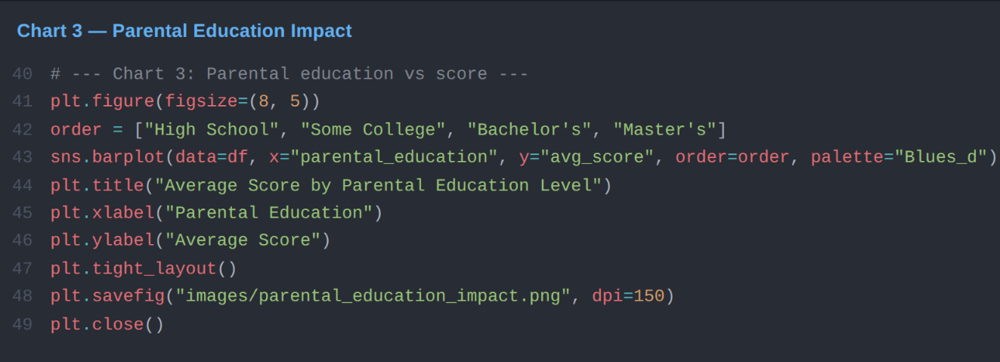 Chart 3 — Parental Education Impact
40 # --- Chart 3: Parental education vs score ---
41 plt.figure(figsize=(8, 5))
42 order = ["High School", "Some College", "Bachelor's", "Master's"]
43 sns.barplot(data=df, x="parental_education", y="avg_score", order=order, palette="Blues_d")
44 plt.title("Average Score by Parental Education Level")
45 plt.xlabel("Parental Education")
46 plt.ylabel("Average Score")
47 plt.tight_layout()
48 plt.savefig("images/parental_education_impact.png", dpi=150)
49 plt.close()